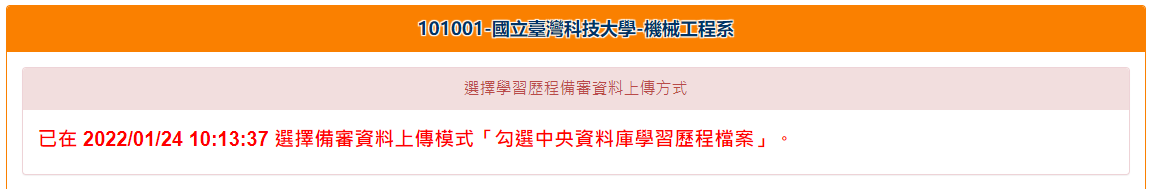 101001-國立臺灣科技大學-機械工程系
選擇學習歷程備審資料上傳方式
已在 2022/01/24 10:13:37 選擇備審資料上傳模式「勾選中央資料庫學習歷程檔案」。